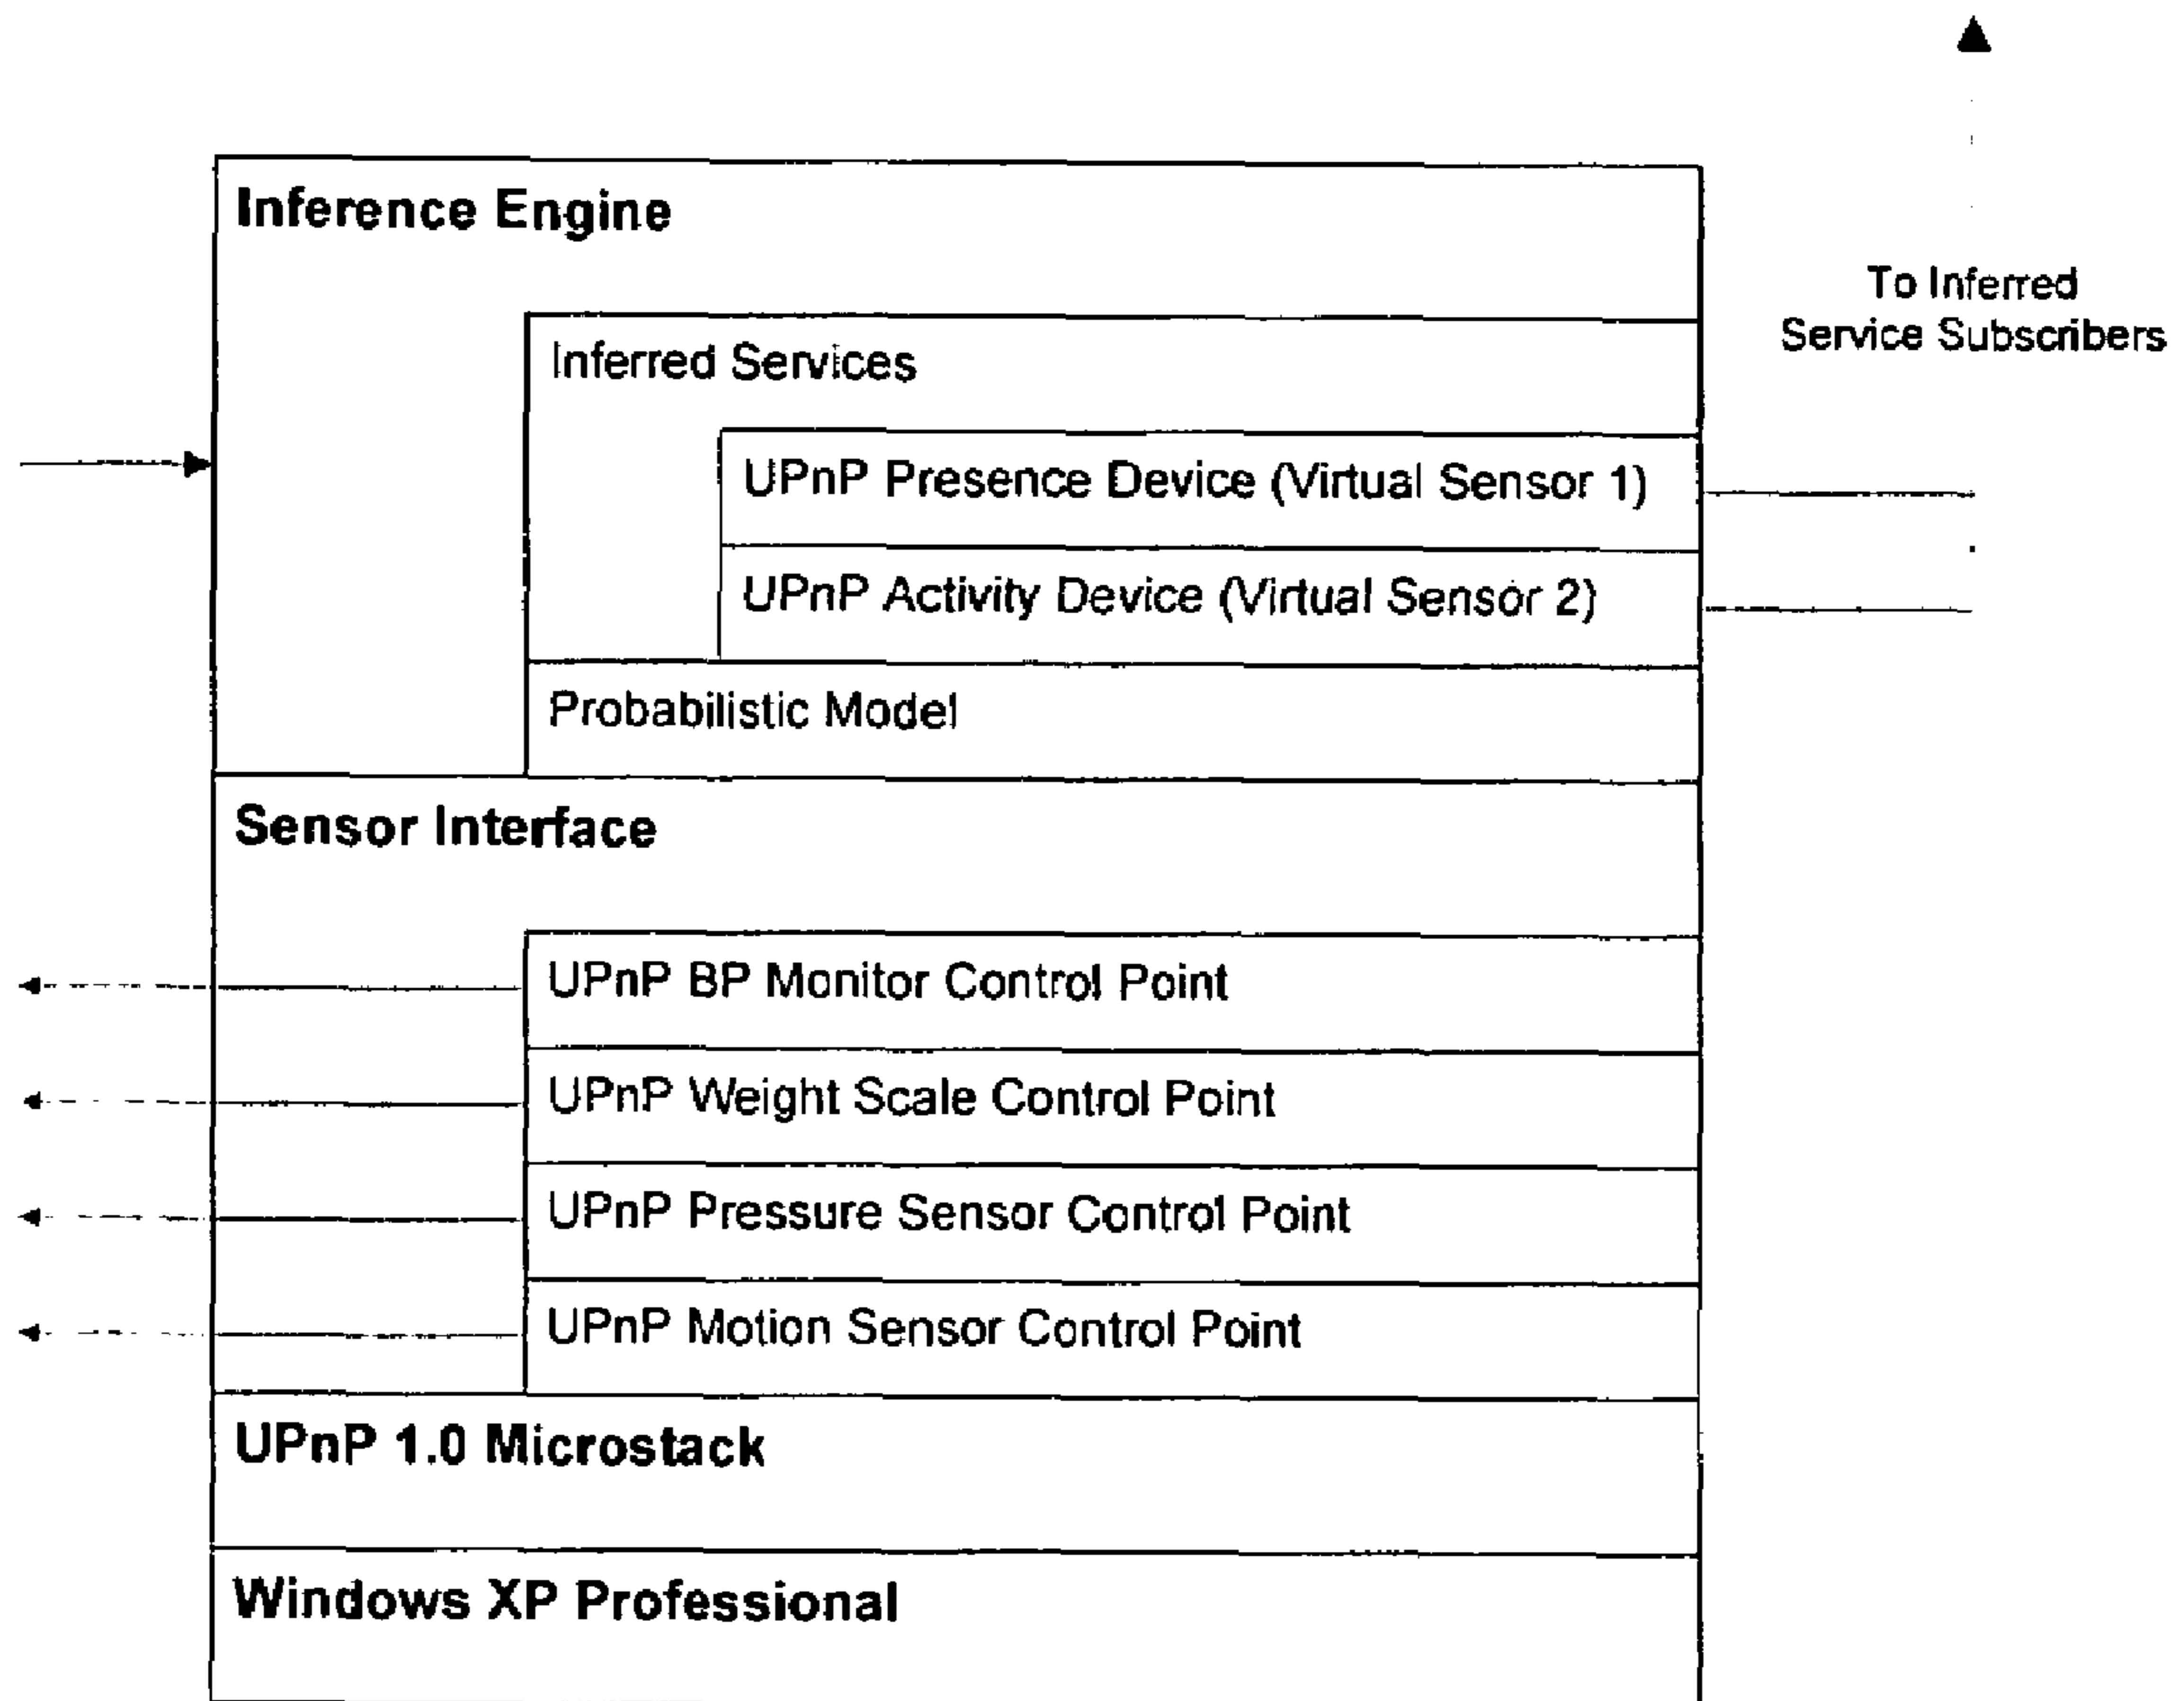 Inference Engine
To Inferred
Service Subscribers
Inferred Services
UPnP Presence Device (Virtual Sensor 1)
UPnP Activity Device (Virtual Sensor 2)
Probabilistic Model
Sensor Interface
UPnP BP Monitor Control Point
UPnP Weight Scale Control Point
UPnP Pressure Sensor Control Point
UPnP Motion Sensor Control Point
UPnP 1.0 Microstack
Windows XP Professional